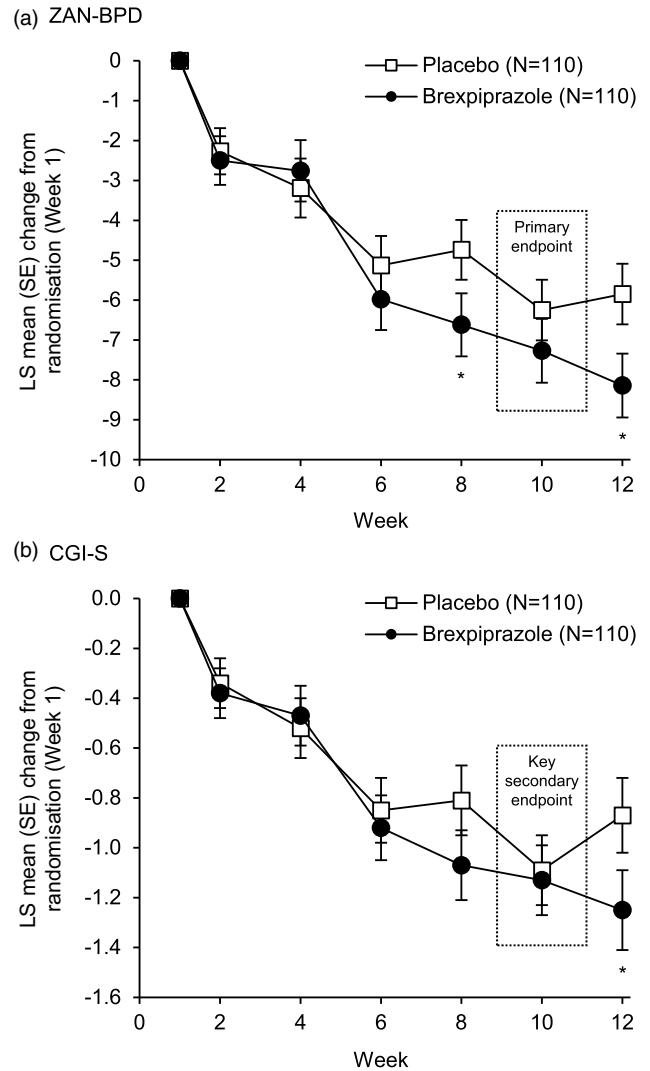 (a) ZAN-BPD
Placebo (N=110)
Brexpiprazole (N=110)
LS mean (SE) change from
randomisation (Week 1)
0
-1
-2
-3
-4
-5
-6
-7
-8
-9
-10
Primary
endpoint
*
*
0 2 4 6 8 10 12
Week
(b) CGI-S
Placebo (N=110)
Brexpiprazole (N=110)
LS mean (SE) change from
randomisation (Week 1)
0.0
-0.2
-0.4
-0.6
-0.8
-1.0
-1.2
-1.4
-1.6
Key
secondary
endpoint
*
0 2 4 6 8 10 12
Week